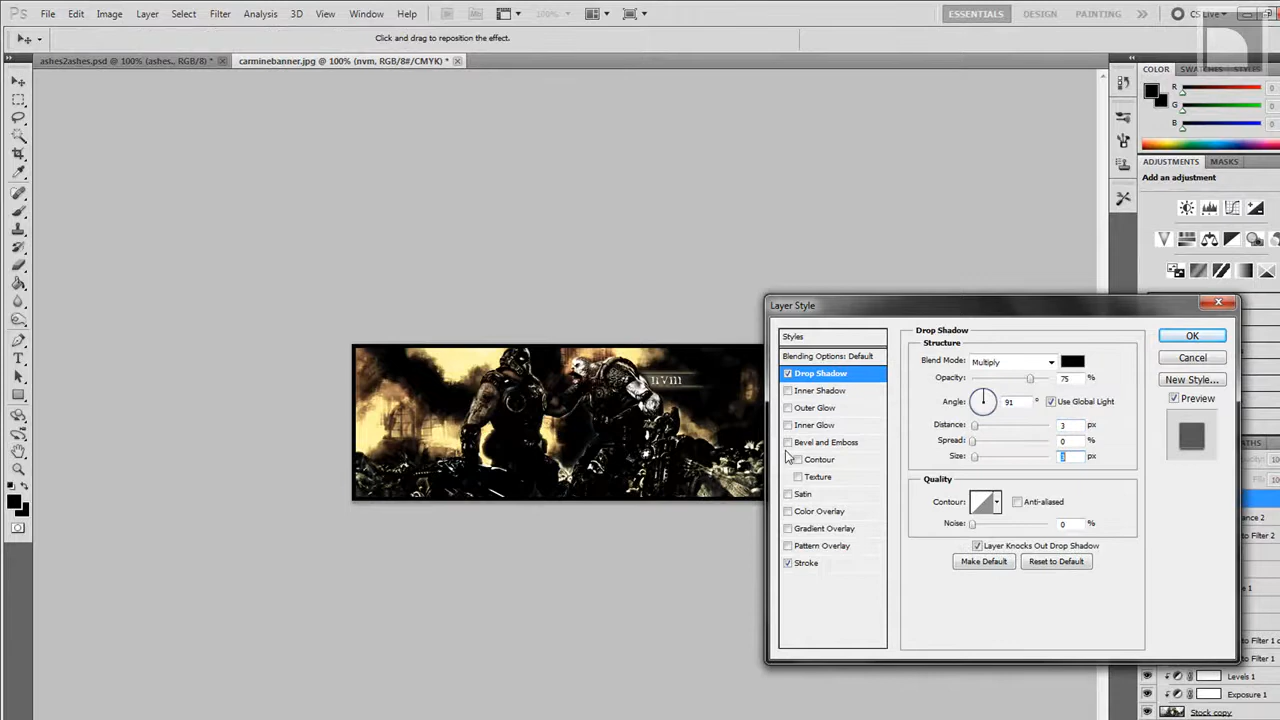 File Edit Image Layer Select Filter Analysis 3D View Window Help
100%
ESSENTIALS DESIGN PAINTING
CS Live
Click and drag to reposition the effect.
ashes2ashes.psd @ 100% (ashes., RGB/8) *
carminebanner.jpg @ 100% (nvm, RGB/8#/CMYK) *
COLOR SWATCHES STYLES
R 0
G 0
B 0
ADJUSTMENTS MASKS
Add an adjustment
nvm
Layer Style
Styles
Blending Options: Default
Drop Shadow
Inner Shadow
Outer Glow
Inner Glow
Bevel and Emboss
Contour
Texture
Satin
Color Overlay
Gradient Overlay
Pattern Overlay
Stroke
Drop Shadow
Structure
Blend Mode: Multiply
Opacity: 75 %
Angle: 91 ° Use Global Light
Distance: 3 px
Spread: 0 %
Size: 3 px
Quality
Contour: Anti-aliased
Noise: 0 %
Layer Knocks Out Drop Shadow
Make Default Reset to Default
OK
Cancel
New Style...
Preview
Levels 1
Exposure 1
Stock copy